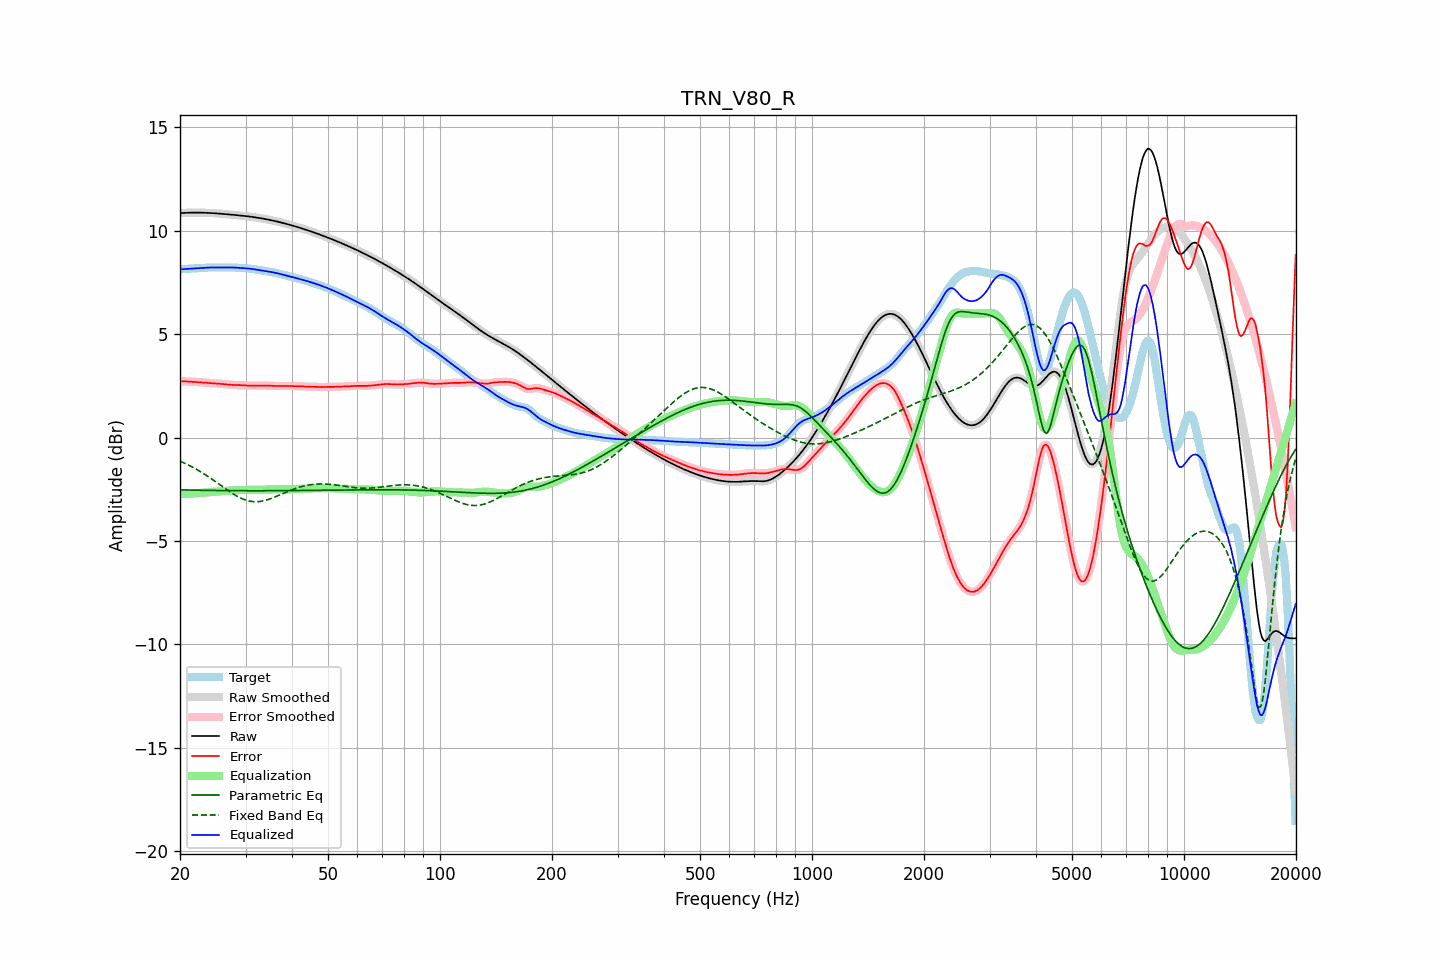 TRN_V80_R
15
10
5
0
−5
−10
−15
−20
Amplitude (dBr)
Target
Raw Smoothed
Error Smoothed
Raw
Error
Equalization
Parametric Eq
Fixed Band Eq
Equalized
20 50 100 200 500 1000 2000 5000 10000 20000
Frequency (Hz)